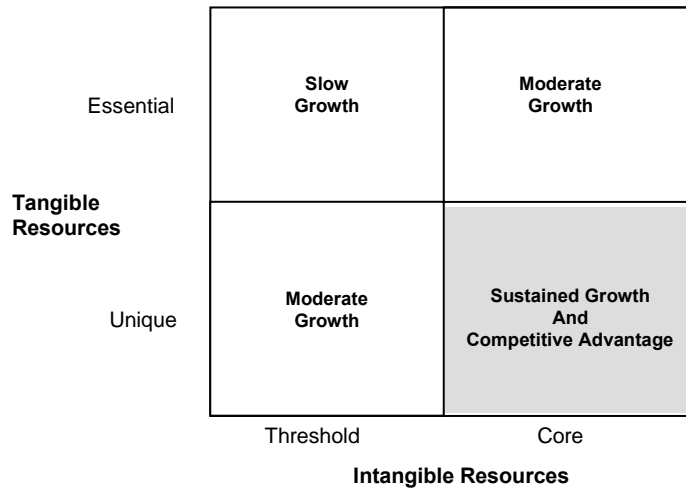 Essential
Slow
Growth
Moderate
Growth
Tangible
Resources
Unique
Moderate
Growth
Sustained Growth
And
Competitive Advantage
Threshold
Core
Intangible Resources